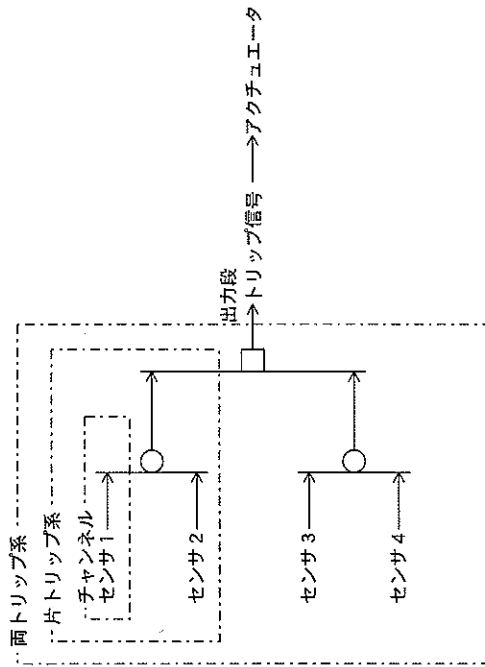 両トリップ系
片トリップ系
チャンネル
センサ1
センサ2
センサ3
センサ4
出力段
トリップ信号
アクチュエータ